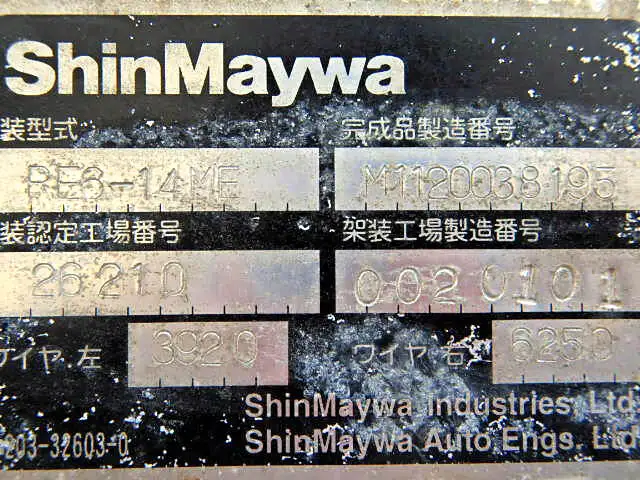 ShinMaywa
装型式 完成品製造番号
RE6-14MF M1120038195
装認定工場番号 架装工場製造番号
26210 0020101
ワイヤ 左 3920 ワイヤ 右 6250
ShinMaywa Industries, Ltd
203-32603-0 ShinMaywa Auto Engs. Ltd